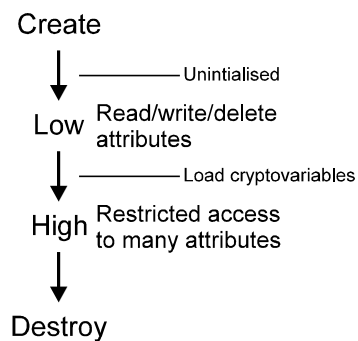 Create
Unintialised
Low Read/write/delete
attributes
Load cryptovariables
High Restricted access
to many attributes
Destroy